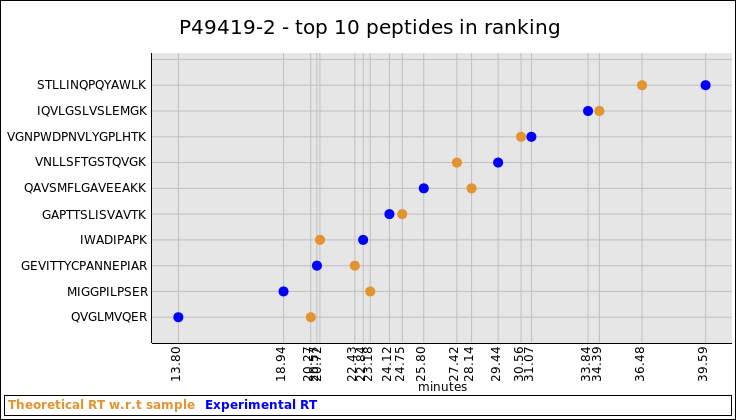 P49419-2 - top 10 peptides in ranking
STLLINQPQYAWLK
IQVLGSLVSLEMGK
VGNPWDPNVLYGPLHTK
VNLLSFTGSTQVGK
QAVSMFLGAVEEAKK
GAPTTSLISVAVTK
IWADIPAPK
GEVITTYCPANNEPIAR
MIGGPILPSER
QVGLMVQER
13.80 18.94 20.72 22.43 23.18 24.12 24.75 25.80 27.42 28.14 29.44 30.56 31.07 33.84 34.39 36.48 39.59
minutes
Theoretical RT w.r.t sample Experimental RT